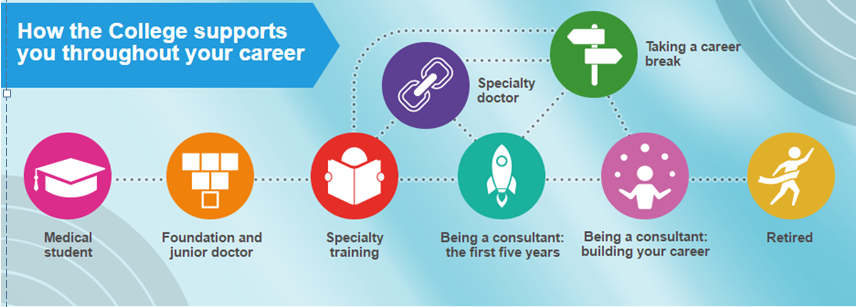 How the College supports
you throughout your career
Taking a career
break
Specialty
doctor
Medical
student
Foundation and
junior doctor
Specialty
training
Being a consultant:
the first five years
Being a consultant:
building your career
Retired